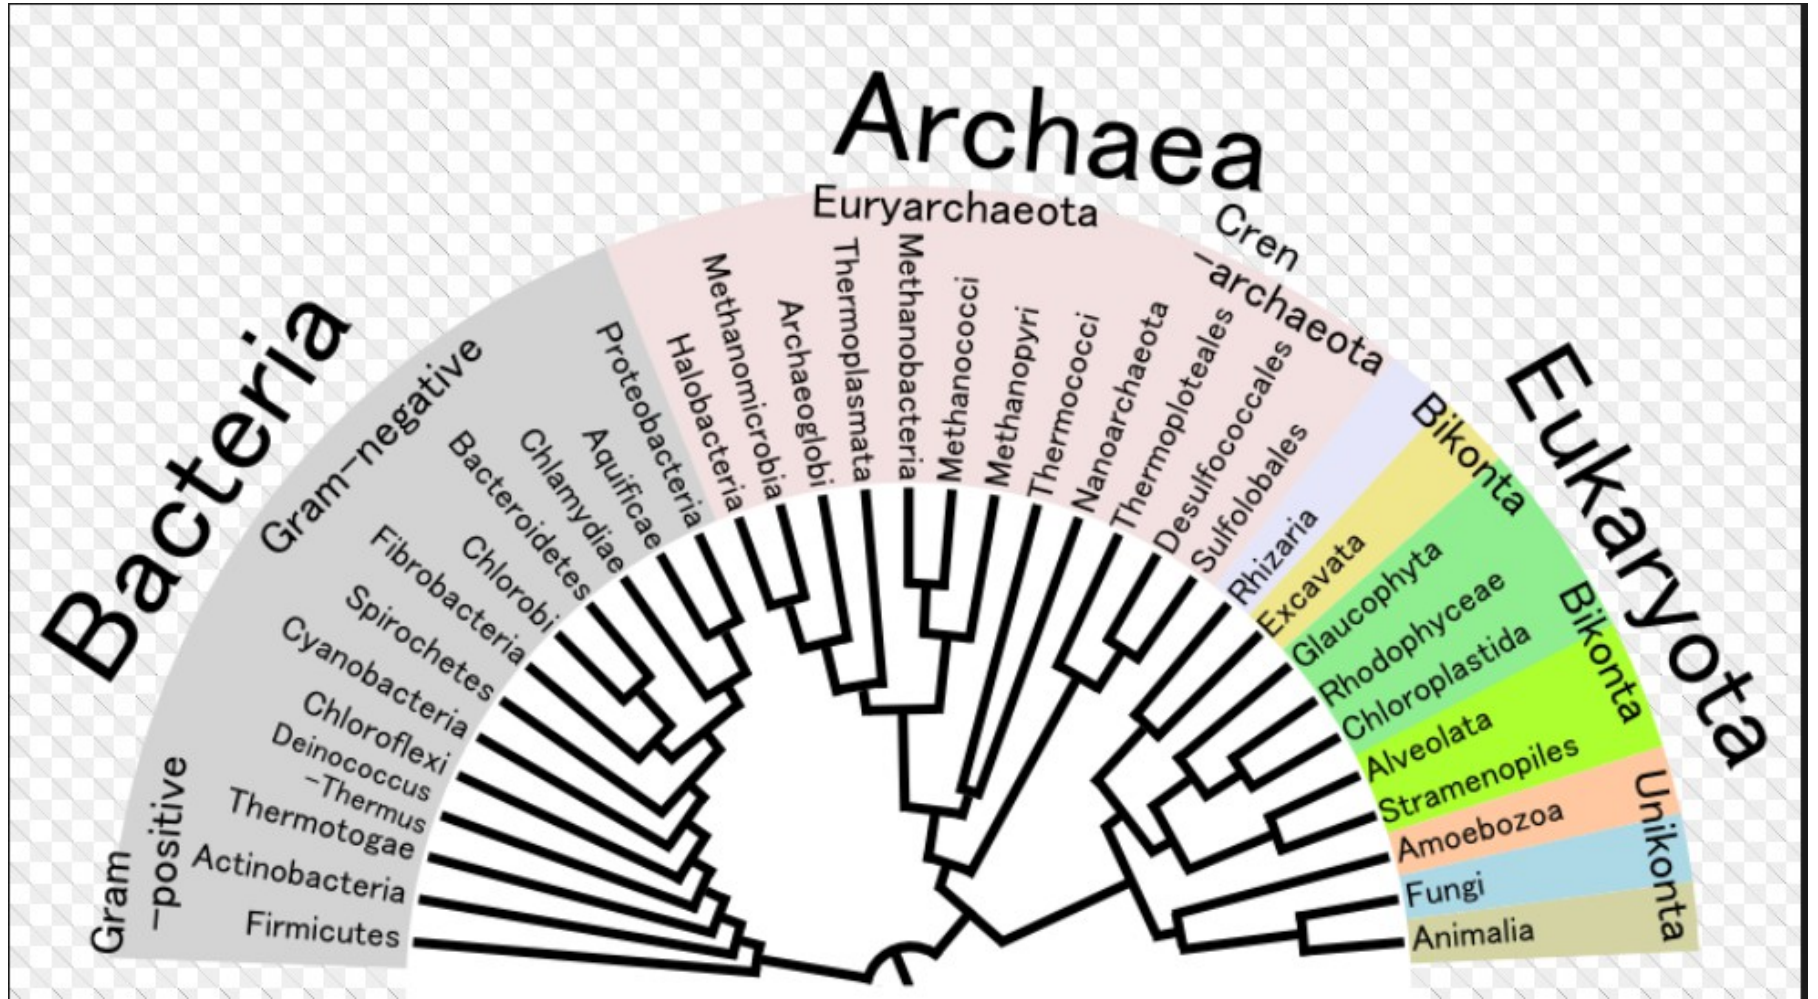 Bacteria
Archaea
Eukaryota
Gram
-positive
Gram-negative
Euryarchaeota
Cren
-archaeota
Bikonta
Bikonta
Unikonta
Firmicutes
Actinobacteria
Thermotogae
Deinococcus
-Thermus
Chloroflexi
Cyanobacteria
Spirochetes
Fibrobacteria
Chlorobi
Bacteroidetes
Chlamydiae
Aquificae
Proteobacteria
Halobacteria
Methanomicrobia
Archaeoglobi
Thermoplasmata
Methanobacteria
Methanococci
Methanopyri
Thermococci
Nanoarchaeota
Thermoploteales
Desulfococcales
Sulfolobales
Rhizaria
Excavata
Glaucophyta
Rhodophyceae
Chloroplastida
Alveolata
Stramenopiles
Amoebozoa
Fungi
Animalia